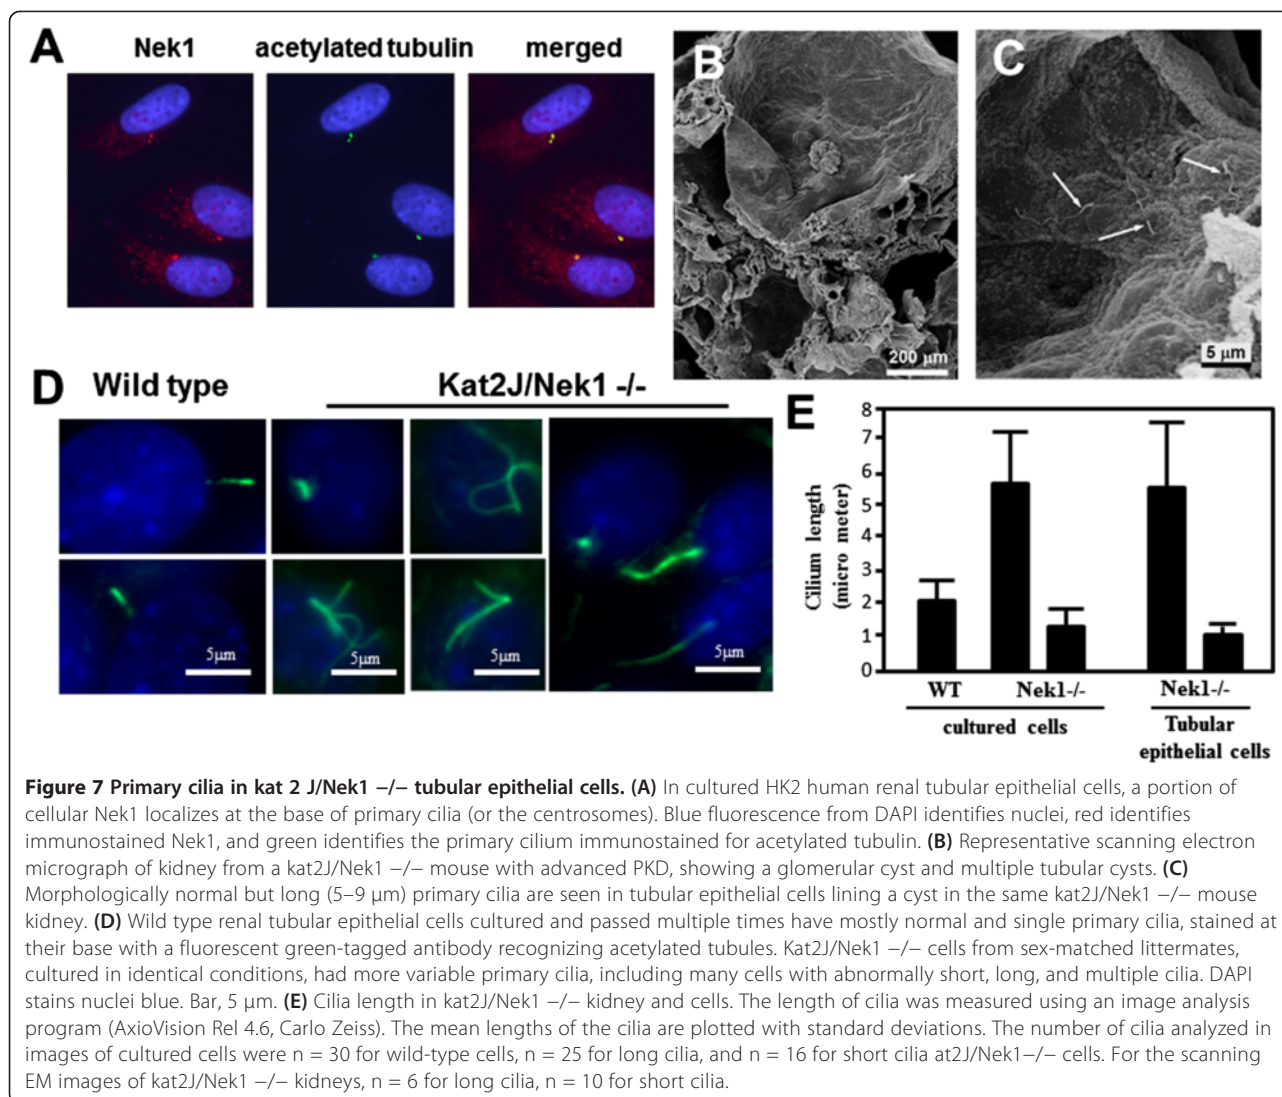 A
Nek1 acetylated tubulin merged
B
200 µm
C
5 µm
D
Wild type Kat2J/Nek1 -/-
5µm
5µm
5µm
5µm
E
Cilium length
(micro meter)
8
7
6
5
4
3
2
1
0
WT Nek1-/- Nek1-/-
cultured cells Tubular
epithelial cells
Figure 7 Primary cilia in kat 2 J/Nek1 −/− tubular epithelial cells. (A) In cultured HK2 human renal tubular epithelial cells, a portion of
cellular Nek1 localizes at the base of primary cilia (or the centrosomes). Blue fluorescence from DAPI identifies nuclei, red identifies
immunostained Nek1, and green identifies the primary cilium immunostained for acetylated tubulin. (B) Representative scanning electron
micrograph of kidney from a kat2J/Nek1 −/− mouse with advanced PKD, showing a glomerular cyst and multiple tubular cysts. (C)
Morphologically normal but long (5–9 µm) primary cilia are seen in tubular epithelial cells lining a cyst in the same kat2J/Nek1 −/− mouse
kidney. (D) Wild type renal tubular epithelial cells cultured and passed multiple times have mostly normal and single primary cilia, stained at
their base with a fluorescent green-tagged antibody recognizing acetylated tubules. Kat2J/Nek1 −/− cells from sex-matched littermates,
cultured in identical conditions, had more variable primary cilia, including many cells with abnormally short, long, and multiple cilia. DAPI
stains nuclei blue. Bar, 5 µm. (E) Cilia length in kat2J/Nek1 −/− kidney and cells. The length of cilia was measured using an image analysis
program (AxioVision Rel 4.6, Carlo Zeiss). The mean lengths of the cilia are plotted with standard deviations. The number of cilia analyzed in
images of cultured cells were n = 30 for wild-type cells, n = 25 for long cilia, and n = 16 for short cilia at2J/Nek1−/− cells. For the scanning
EM images of kat2J/Nek1 −/− kidneys, n = 6 for long cilia, n = 10 for short cilia.